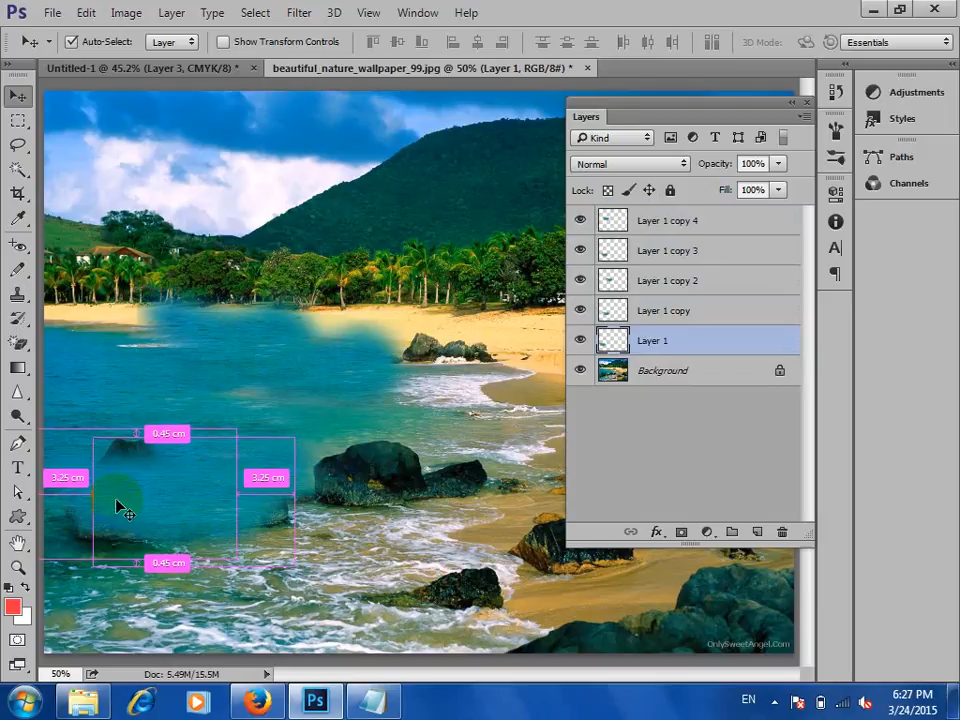 Ps File Edit Image Layer Type Select Filter 3D View Window Help
Auto-Select: Layer Show Transform Controls 3D Mode: Essentials
Untitled-1 @ 45.2% (Layer 3, CMYK/8) * × beautiful_nature_wallpaper_99.jpg @ 50% (Layer 1, RGB/8#) * ×
Layers
Kind
Normal Opacity: 100%
Lock: Fill: 100%
Layer 1 copy 4
Layer 1 copy 3
Layer 1 copy 2
Layer 1 copy
Layer 1
Background
Adjustments
Styles
Paths
Channels
0.45 cm
3.25 cm 3.25 cm
0.45 cm
OnlySweetAngel.Com
50% Doc: 5.49M/15.5M
Ps EN 6:27 PM
3/24/2015